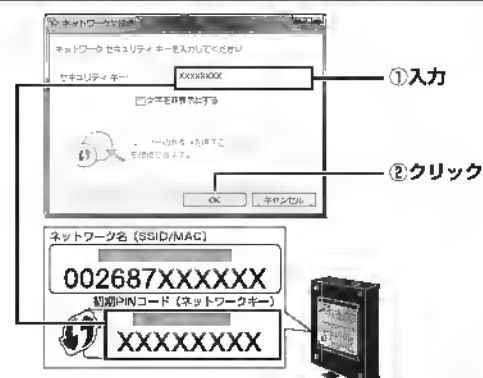 ネットワークに接続
ネットワーク セキュリティ キーを入力してください
セキュリティ キー:
XXXXXXXX
①入力
文字を非表示にする
②クリック
OK
キャンセル
ネットワーク名（SSID/MAC）
002687XXXXXX
初期PINコード（ネットワークキー）
XXXXXXXX